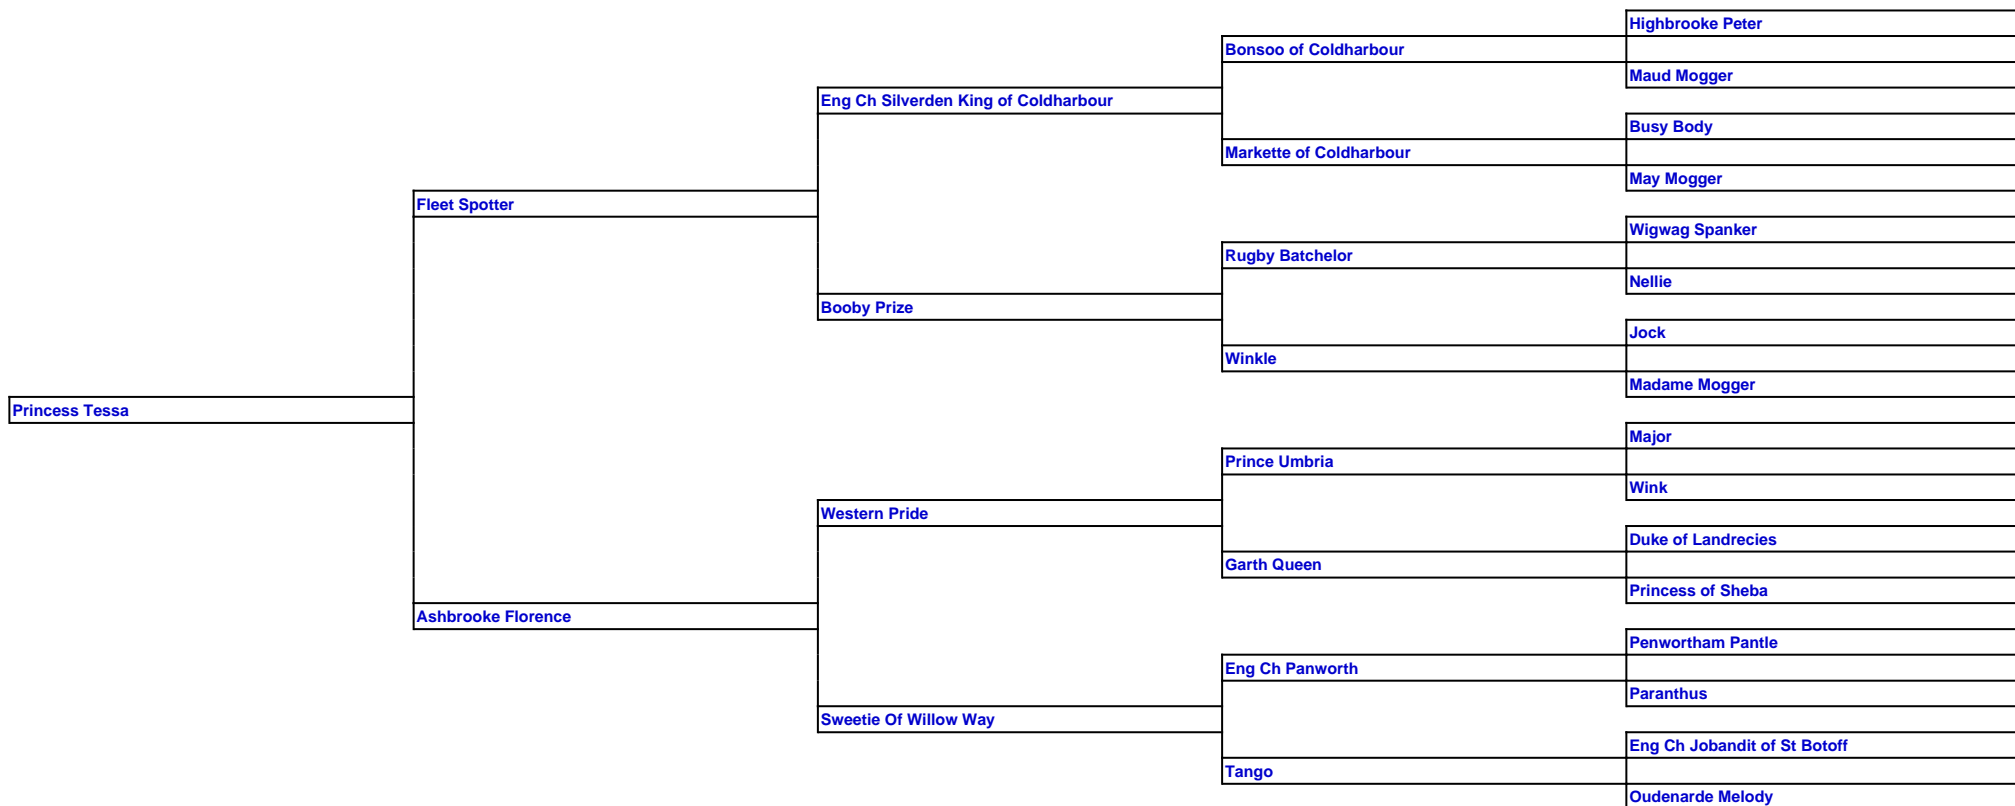 Highbrooke Peter
Bonsoo of Coldharbour
Maud Mogger
Eng Ch Silverden King of Coldharbour
Busy Body
Markette of Coldharbour
May Mogger
Fleet Spotter
Wigwag Spanker
Rugby Batchelor
Nellie
Booby Prize
Jock
Winkle
Madame Mogger
Princess Tessa
Major
Prince Umbria
Wink
Western Pride
Duke of Landrecies
Garth Queen
Princess of Sheba
Ashbrooke Florence
Penwortham Pantle
Eng Ch Panworth
Paranthus
Sweetie Of Willow Way
Eng Ch Jobandit of St Botoff
Tango
Oudenarde Melody